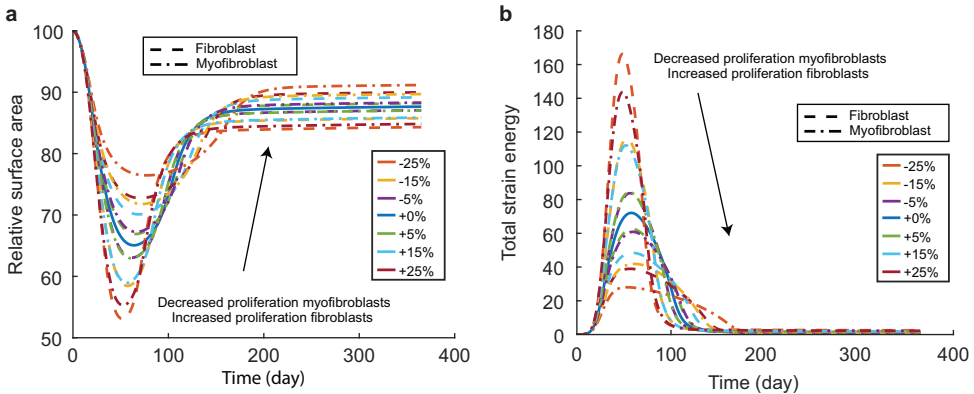 a
100
90
80
70
60
50
Relative surface area
Fibroblast
Myofibroblast
-25%
-15%
-5%
+0%
+5%
+15%
+25%
Decreased proliferation myofibroblasts
Increased proliferation fibroblasts
0
100
200
300
400
Time (day)
b
180
160
140
120
100
80
60
40
20
0
Total strain energy
Decreased proliferation myofibroblasts
Increased proliferation fibroblasts
Fibroblast
Myofibroblast
-25%
-15%
-5%
+0%
+5%
+15%
+25%
0
100
200
300
400
Time (day)